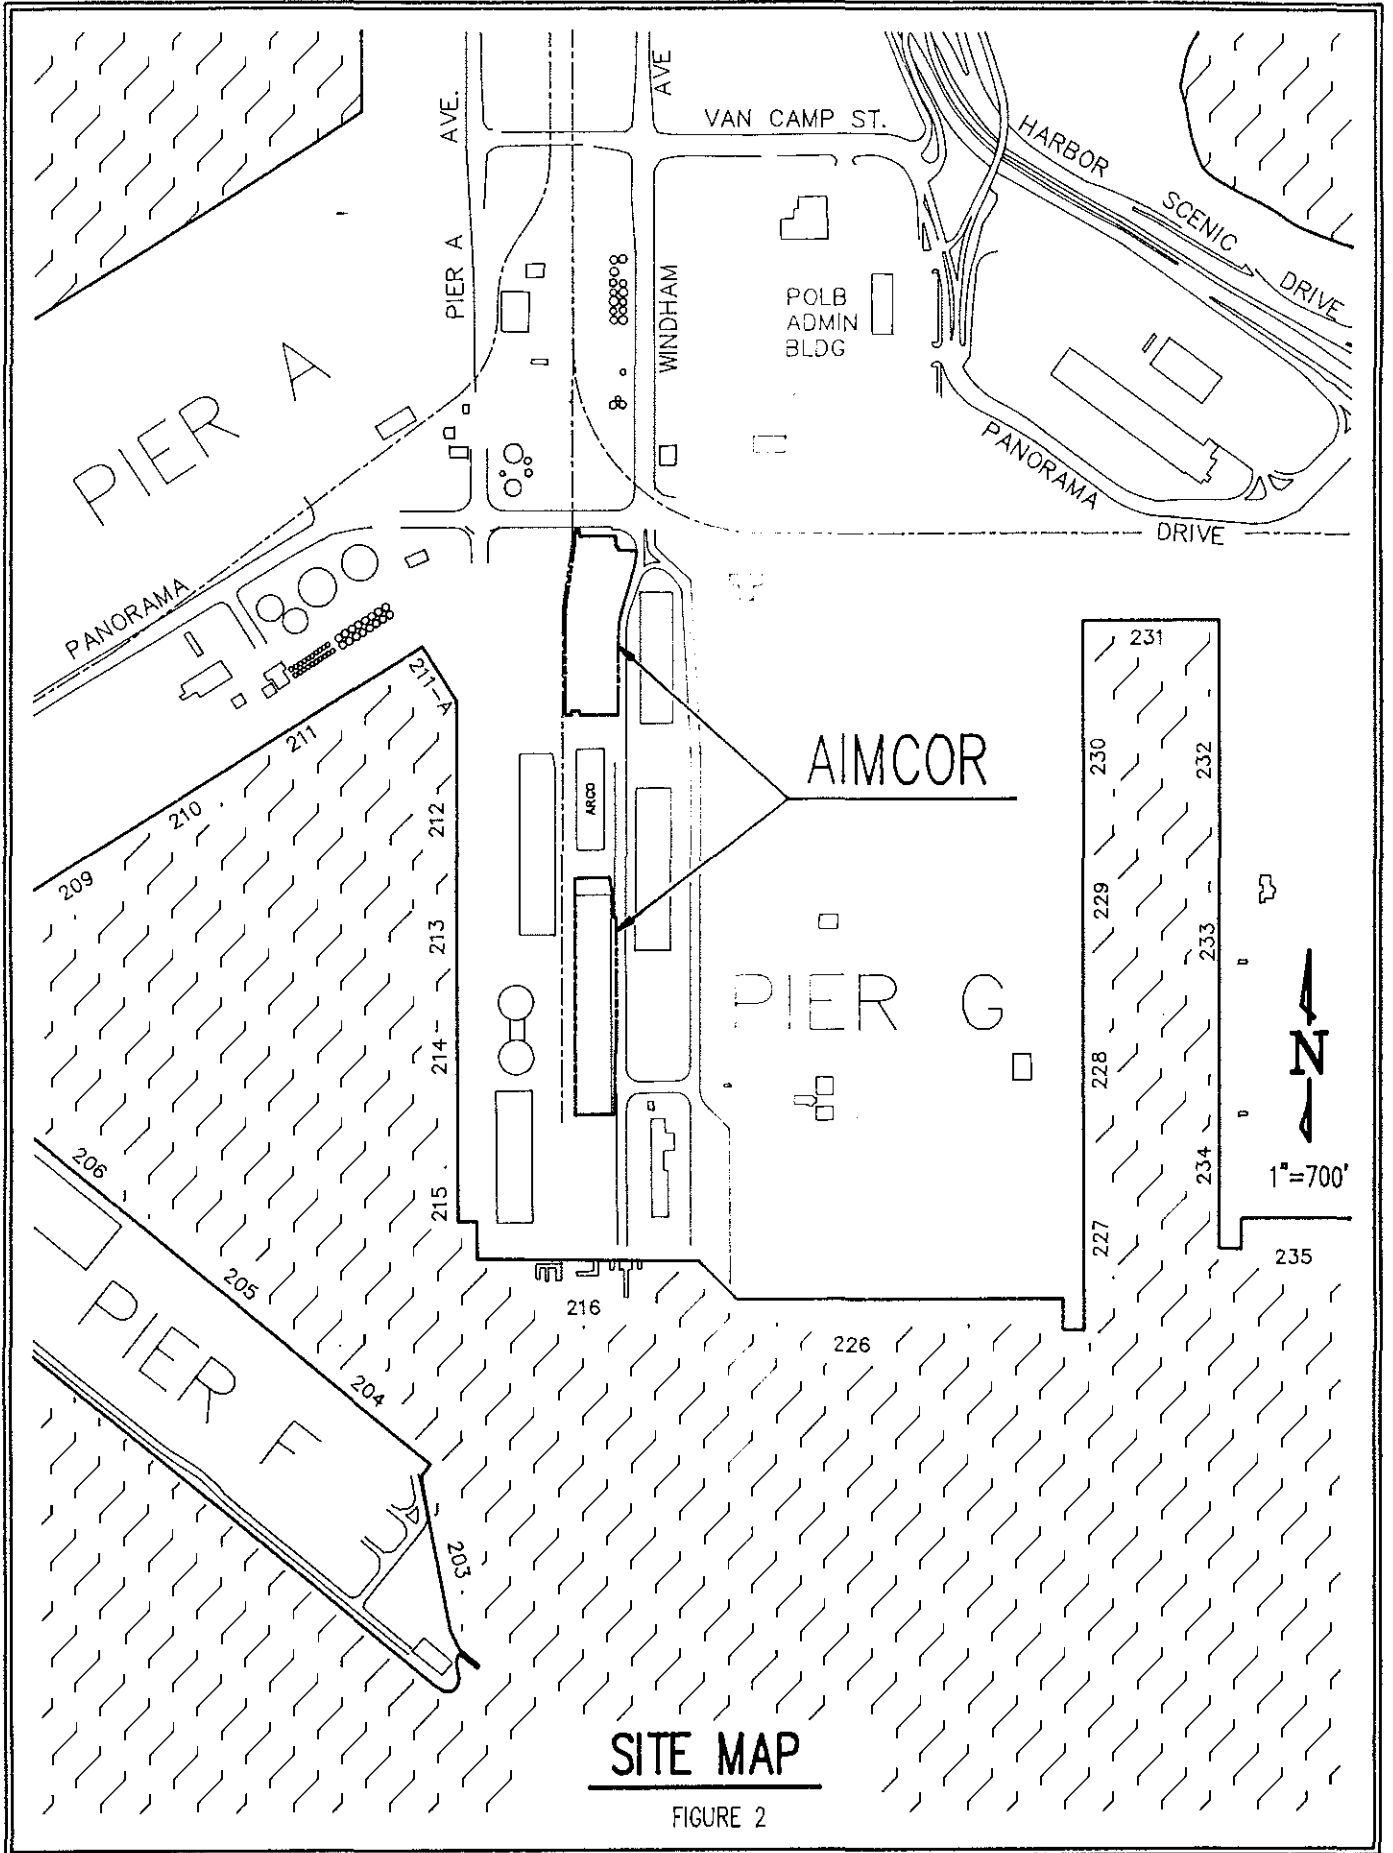 AVE.
AVE
VAN CAMP ST.
HARBOR
SCENIC
DRIVE
PIER A
WINDHAM
POLB
ADMIN
BLDG
PIER A
PANORAMA
DRIVE
PANORAMA
211-A
211
210
209
212
213
214
215
ARCO
AIMCOR
231
230
232
229
233
228
234
227
235
PIER G
N
1"=700'
206
205
204
203
216
226
PIER F
SITE MAP
FIGURE 2